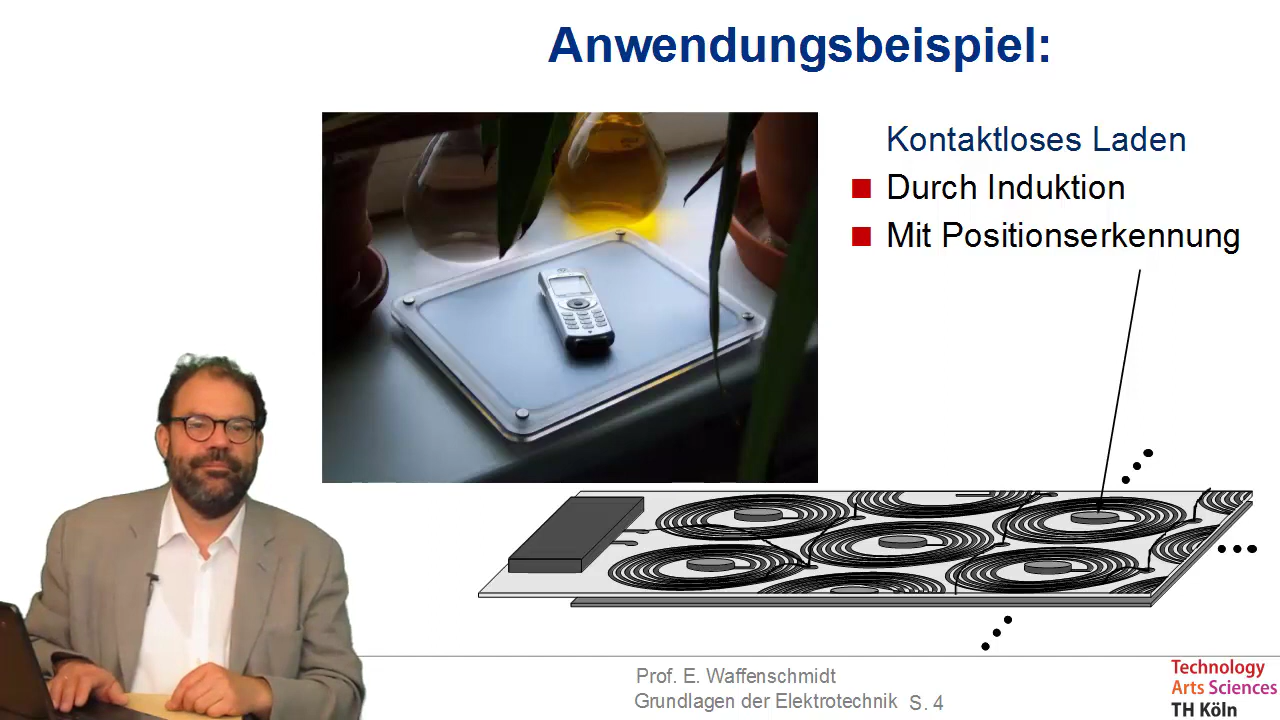 Anwendungsbeispiel:
Kontaktloses Laden
Durch Induktion
Mit Positionserkennung
Prof. E. Waffenschmidt
Grundlagen der Elektrotechnik S. 4
Technology
Arts Sciences
TH Köln